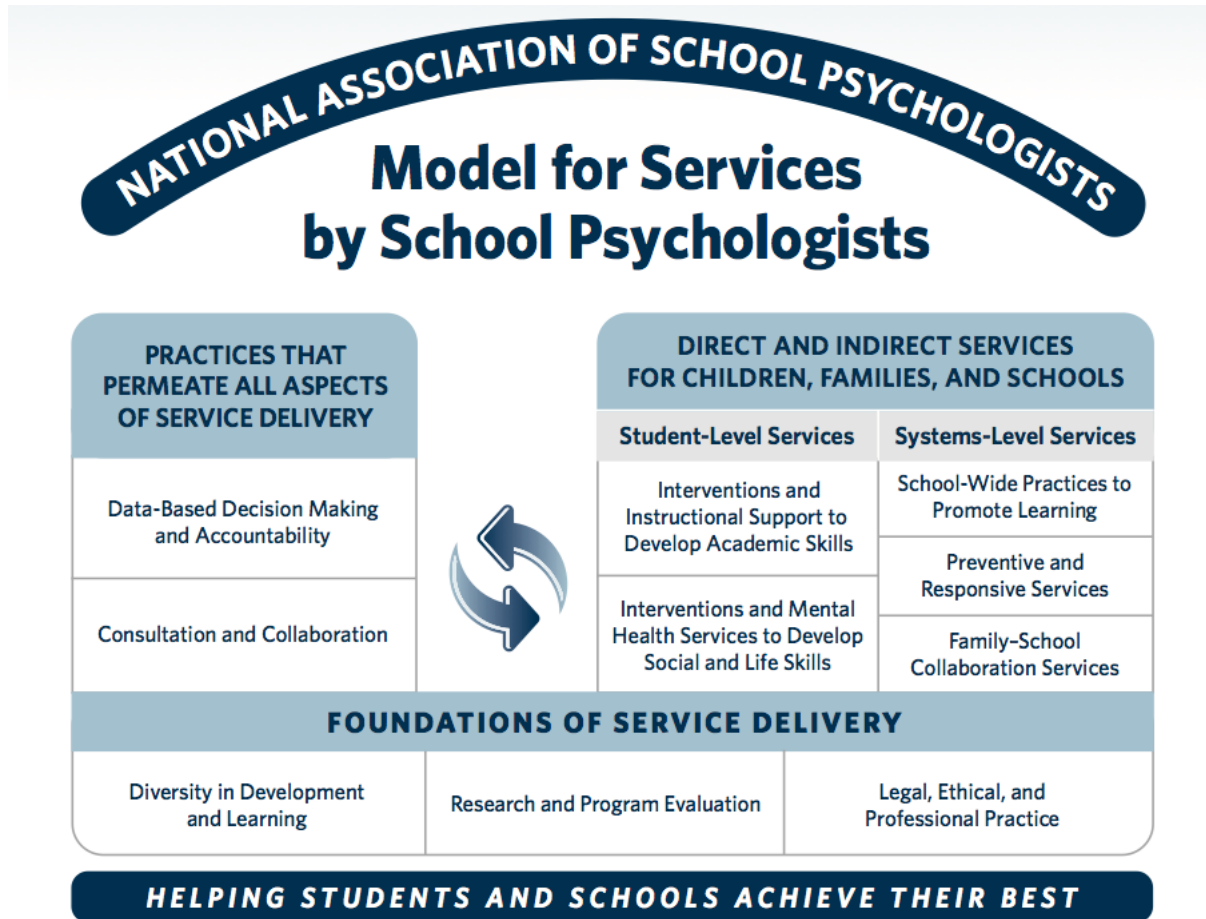 NATIONAL ASSOCIATION OF SCHOOL PSYCHOLOGISTS
Model for Services
by School Psychologists
PRACTICES THAT
PERMEATE ALL ASPECTS
OF SERVICE DELIVERY
Data-Based Decision Making
and Accountability
Consultation and Collaboration
DIRECT AND INDIRECT SERVICES
FOR CHILDREN, FAMILIES, AND SCHOOLS
Student-Level Services
Interventions and
Instructional Support to
Develop Academic Skills
Interventions and Mental
Health Services to Develop
Social and Life Skills
Systems-Level Services
School-Wide Practices to
Promote Learning
Preventive and
Responsive Services
Family–School
Collaboration Services
FOUNDATIONS OF SERVICE DELIVERY
Diversity in Development
and Learning
Research and Program Evaluation
Legal, Ethical, and
Professional Practice
HELPING STUDENTS AND SCHOOLS ACHIEVE THEIR BEST